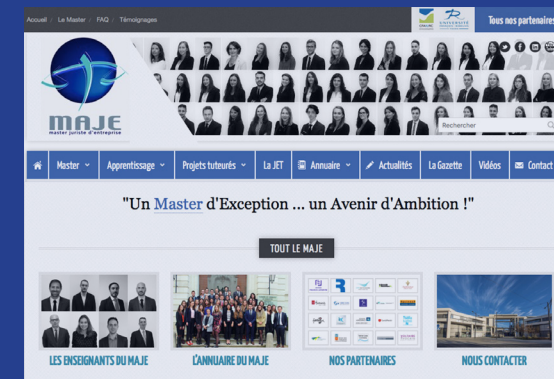 Accueil / Le Master / FAQ / Témoignages
Tous nos partenaires
MAJE
master juriste d'entreprise
Rechercher
Master
Apprentissage
Projets tuteurés
La JET
Annuaire
Actualités
La Gazette
Vidéos
Contact
"Un Master d'Exception ... un Avenir d'Ambition !"
TOUT LE MAJE
LES ENSEIGNANTS DU MAJE
L'ANNUAIRE DU MAJE
NOS PARTENAIRES
NOUS CONTACTER